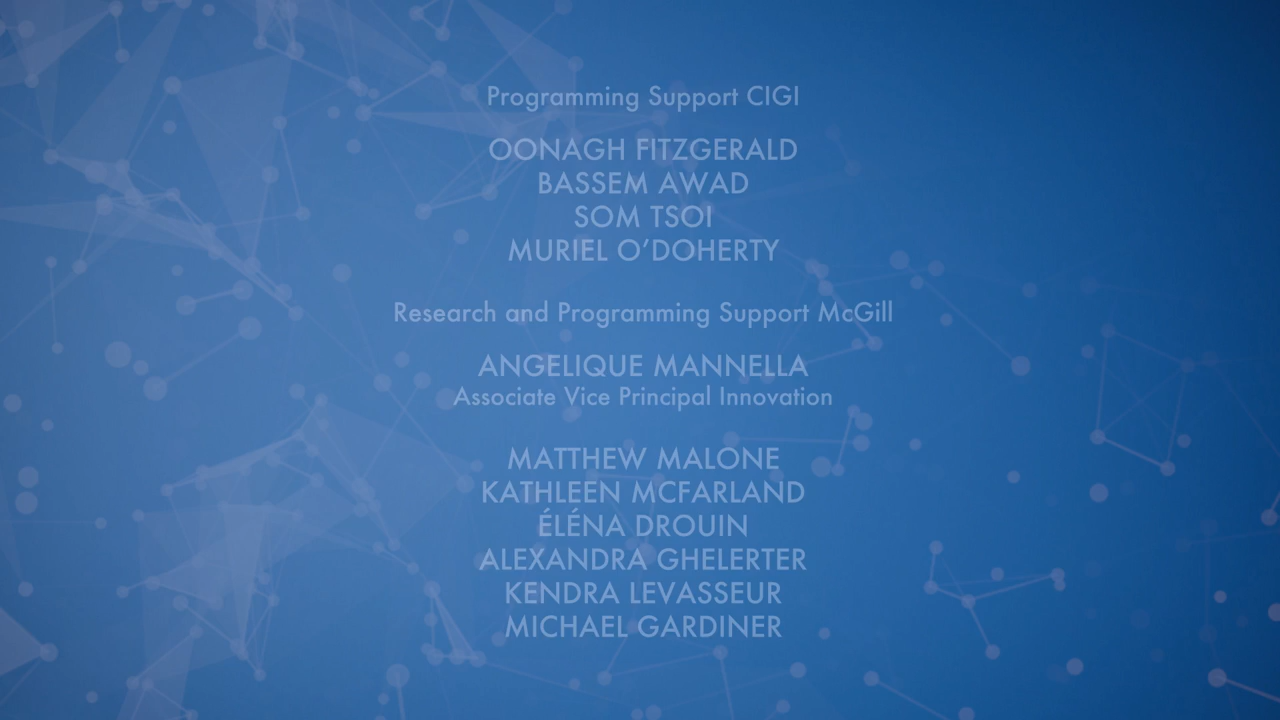 Programming Support CIGI
OONAGH FITZGERALD
BASSEM AWAD
SOM TSOI
MURIEL O’DOHERTY
Research and Programming Support McGill
ANGELIQUE MANNELLA
Associate Vice Principal Innovation
MATTHEW MALONE
KATHLEEN MCFARLAND
ÉLÉNA DROUIN
ALEXANDRA GHELERTER
KENDRA LEVASSEUR
MICHAEL GARDINER